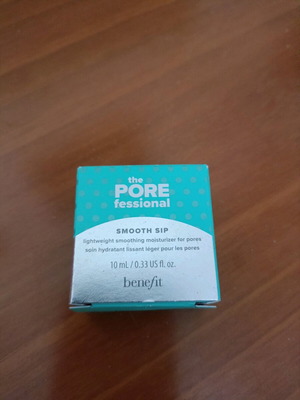 the
PORE
fessional
SMOOTH SIP
lightweight smoothing moisturizer for pores
soin hydratant lissant léger pour les pores
10 mL / 0.33 US fl. oz.
benefit